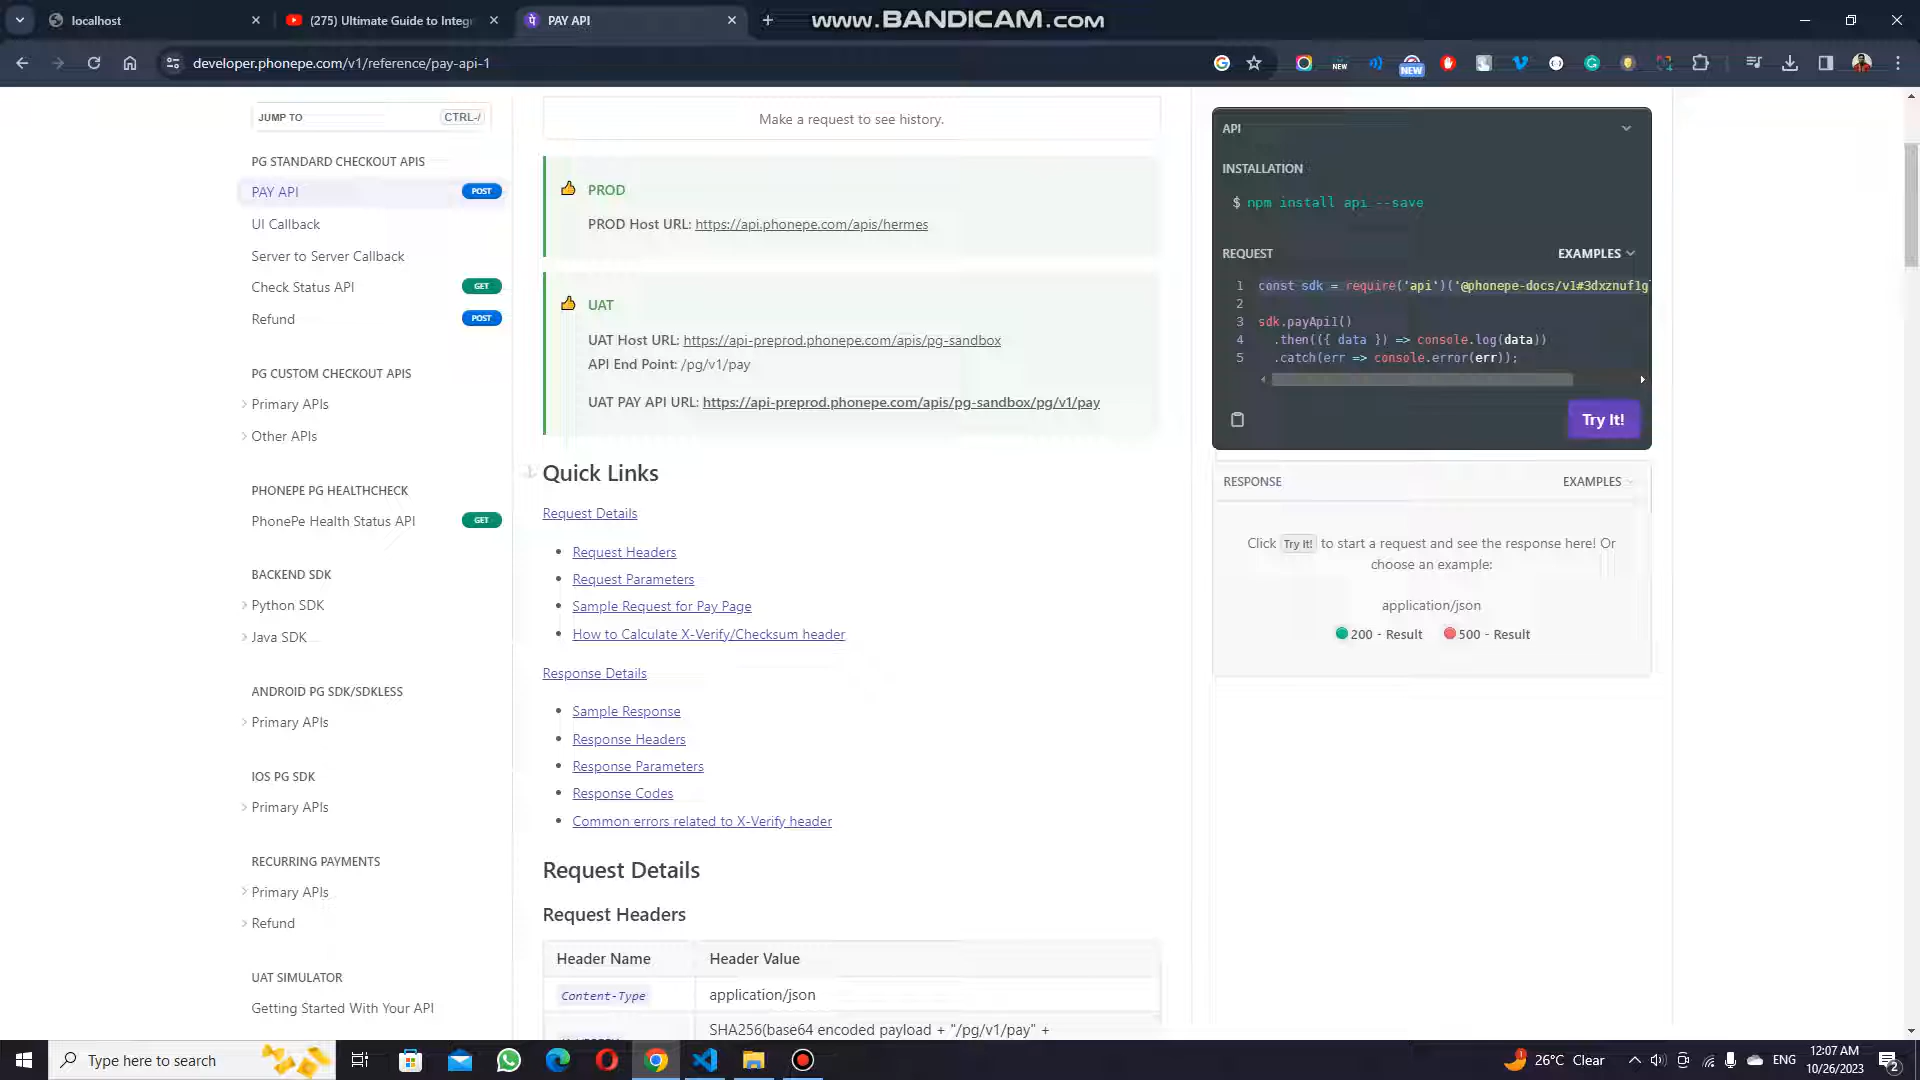 localhost
(275) Ultimate Guide to Integr
PAY API
www.BANDICAM.com
developer.phonepe.com/v1/reference/pay-api-1
NEW
NEW
JUMP TO
CTRL-/
PG STANDARD CHECKOUT APIS
PAY API
POST
UI Callback
Server to Server Callback
Check Status API
GET
Refund
POST
PG CUSTOM CHECKOUT APIS
Primary APIs
Other APIs
PHONEPE PG HEALTHCHECK
PhonePe Health Status API
GET
BACKEND SDK
Python SDK
Java SDK
ANDROID PG SDK/SDKLESS
Primary APIs
IOS PG SDK
Primary APIs
RECURRING PAYMENTS
Primary APIs
Refund
UAT SIMULATOR
Getting Started With Your API
Make a request to see history.
PROD
PROD Host URL: https://api.phonepe.com/apis/hermes
UAT
UAT Host URL: https://api-preprod.phonepe.com/apis/pg-sandbox
API End Point: /pg/v1/pay
UAT PAY API URL: https://api-preprod.phonepe.com/apis/pg-sandbox/pg/v1/pay
Quick Links
Request Details
• Request Headers
• Request Parameters
• Sample Request for Pay Page
• How to Calculate X-Verify/Checksum header
Response Details
• Sample Response
• Response Headers
• Response Parameters
• Response Codes
• Common errors related to X-Verify header
Request Details
Request Headers
Header Name Header Value
Content-Type application/json
SHA256(base64 encoded payload + "/pg/v1/pay" +
API
INSTALLATION
$ npm install api --save
REQUEST
EXAMPLES
1 const sdk = require('api')('@phonepe-docs/v1#3dxznuf1g
2
3 sdk.payApi1()
4 .then(({ data }) => console.log(data))
5 .catch(err => console.error(err));
Try It!
RESPONSE
EXAMPLES
Click Try It! to start a request and see the response here! Or
choose an example:
application/json
200 - Result 500 - Result
Type here to search
26°C Clear
ENG
12:07 AM
10/26/2023
2